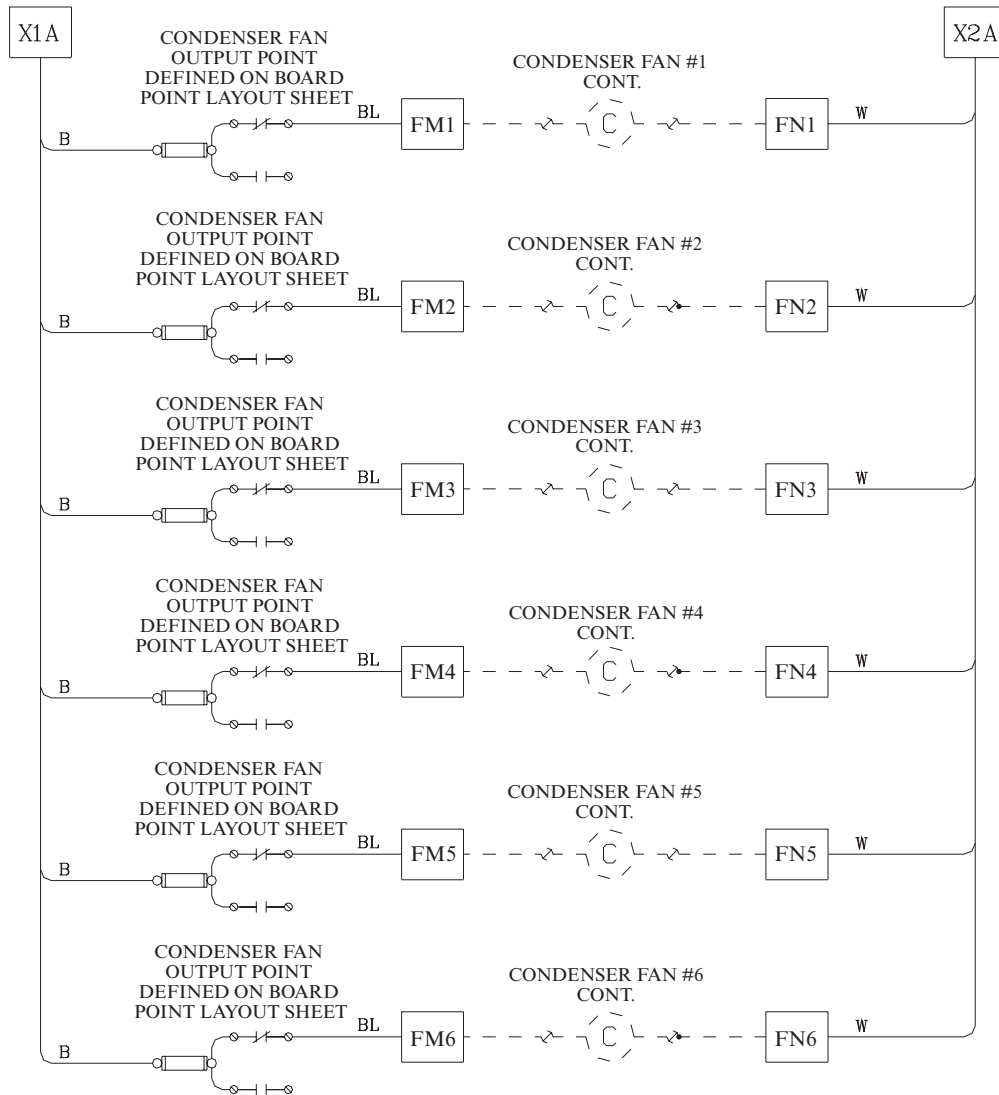 X1A
X2A
CONDENSER FAN
OUTPUT POINT
DEFINED ON BOARD
POINT LAYOUT SHEET
CONDENSER FAN #1
CONT.
B
BL
FM1
C
FN1
W
CONDENSER FAN
OUTPUT POINT
DEFINED ON BOARD
POINT LAYOUT SHEET
CONDENSER FAN #2
CONT.
B
BL
FM2
C
FN2
W
CONDENSER FAN
OUTPUT POINT
DEFINED ON BOARD
POINT LAYOUT SHEET
CONDENSER FAN #3
CONT.
B
BL
FM3
C
FN3
W
CONDENSER FAN
OUTPUT POINT
DEFINED ON BOARD
POINT LAYOUT SHEET
CONDENSER FAN #4
CONT.
B
BL
FM4
C
FN4
W
CONDENSER FAN
OUTPUT POINT
DEFINED ON BOARD
POINT LAYOUT SHEET
CONDENSER FAN #5
CONT.
B
BL
FM5
C
FN5
W
CONDENSER FAN
OUTPUT POINT
DEFINED ON BOARD
POINT LAYOUT SHEET
CONDENSER FAN #6
CONT.
B
BL
FM6
C
FN6
W